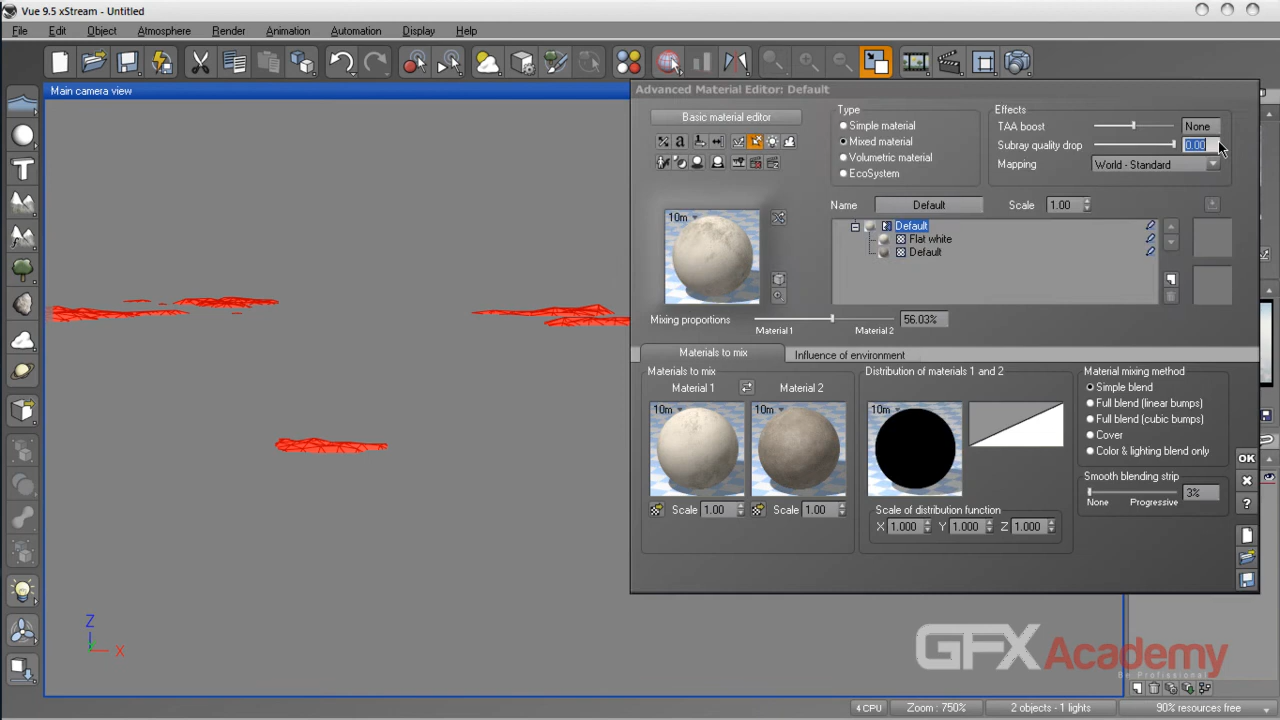 Vue 9.5 xStream - Untitled
File Edit Object Atmosphere Render Animation Automation Display Help
Main camera view
Advanced Material Editor: Default
Basic material editor
Type
Simple material
Mixed material
Volumetric material
EcoSystem
Effects
TAA boost None
Subray quality drop 0.00
Mapping World - Standard
Name Default Scale 1.00
10m
Default
Flat white
Default
Mixing proportions 56.03%
Material 1 Material 2
Materials to mix Influence of environment
Materials to mix
Material 1 Material 2
10m 10m
Scale 1.00 Scale 1.00
Distribution of materials 1 and 2
10m
Scale of distribution function
X 1.000 Y 1.000 Z 1.000
Material mixing method
Simple blend
Full blend (linear bumps)
Full blend (cubic bumps)
Cover
Color & lighting blend only
Smooth blending strip
3%
None Progressive
OK
?
Z
X
GFXAcademy
Be Professional
4 CPU Zoom : 750% 2 objects - 1 lights 90% resources free